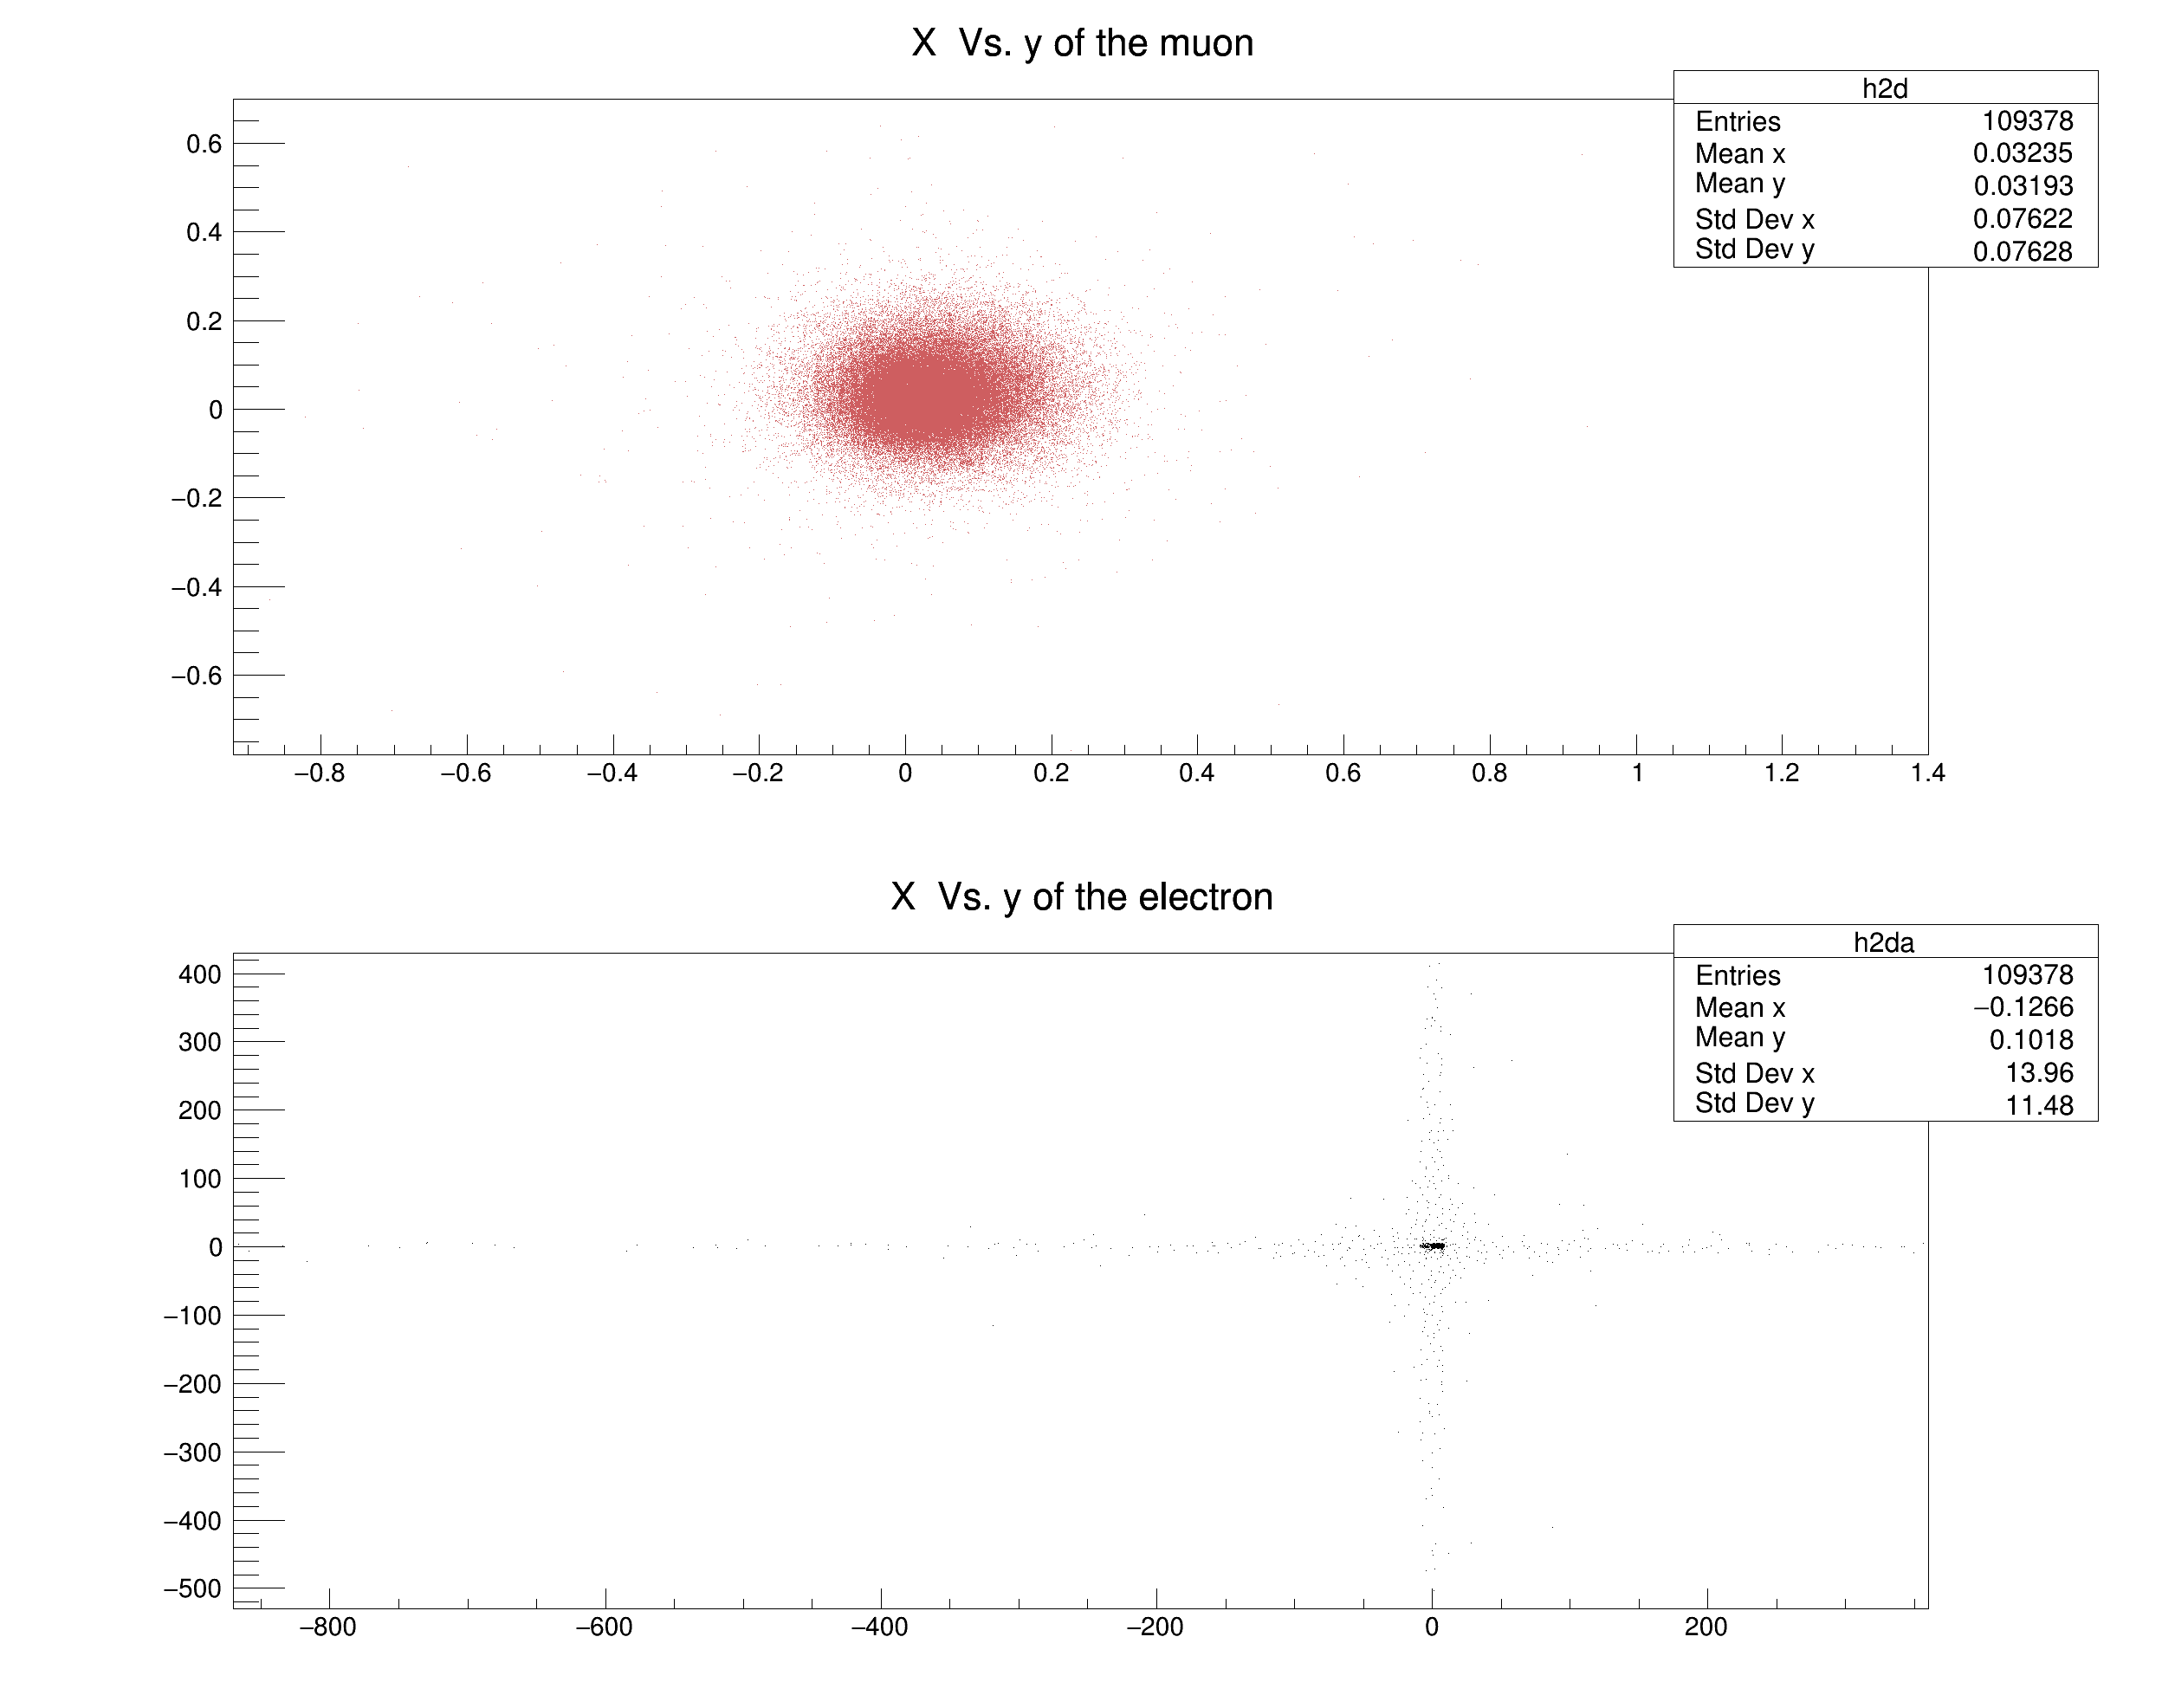 X Vs. y of the muon
h2d
Entries 109378
Mean x 0.03235
Mean y 0.03193
Std Dev x 0.07622
Std Dev y 0.07628
0.6
0.4
0.2
0
−0.2
−0.4
−0.6
−0.8 −0.6 −0.4 −0.2 0 0.2 0.4 0.6 0.8 1 1.2 1.4
X Vs. y of the electron
h2da
Entries 109378
Mean x −0.1266
Mean y 0.1018
Std Dev x 13.96
Std Dev y 11.48
400
300
200
100
0
−100
−200
−300
−400
−500
−800 −600 −400 −200 0 200